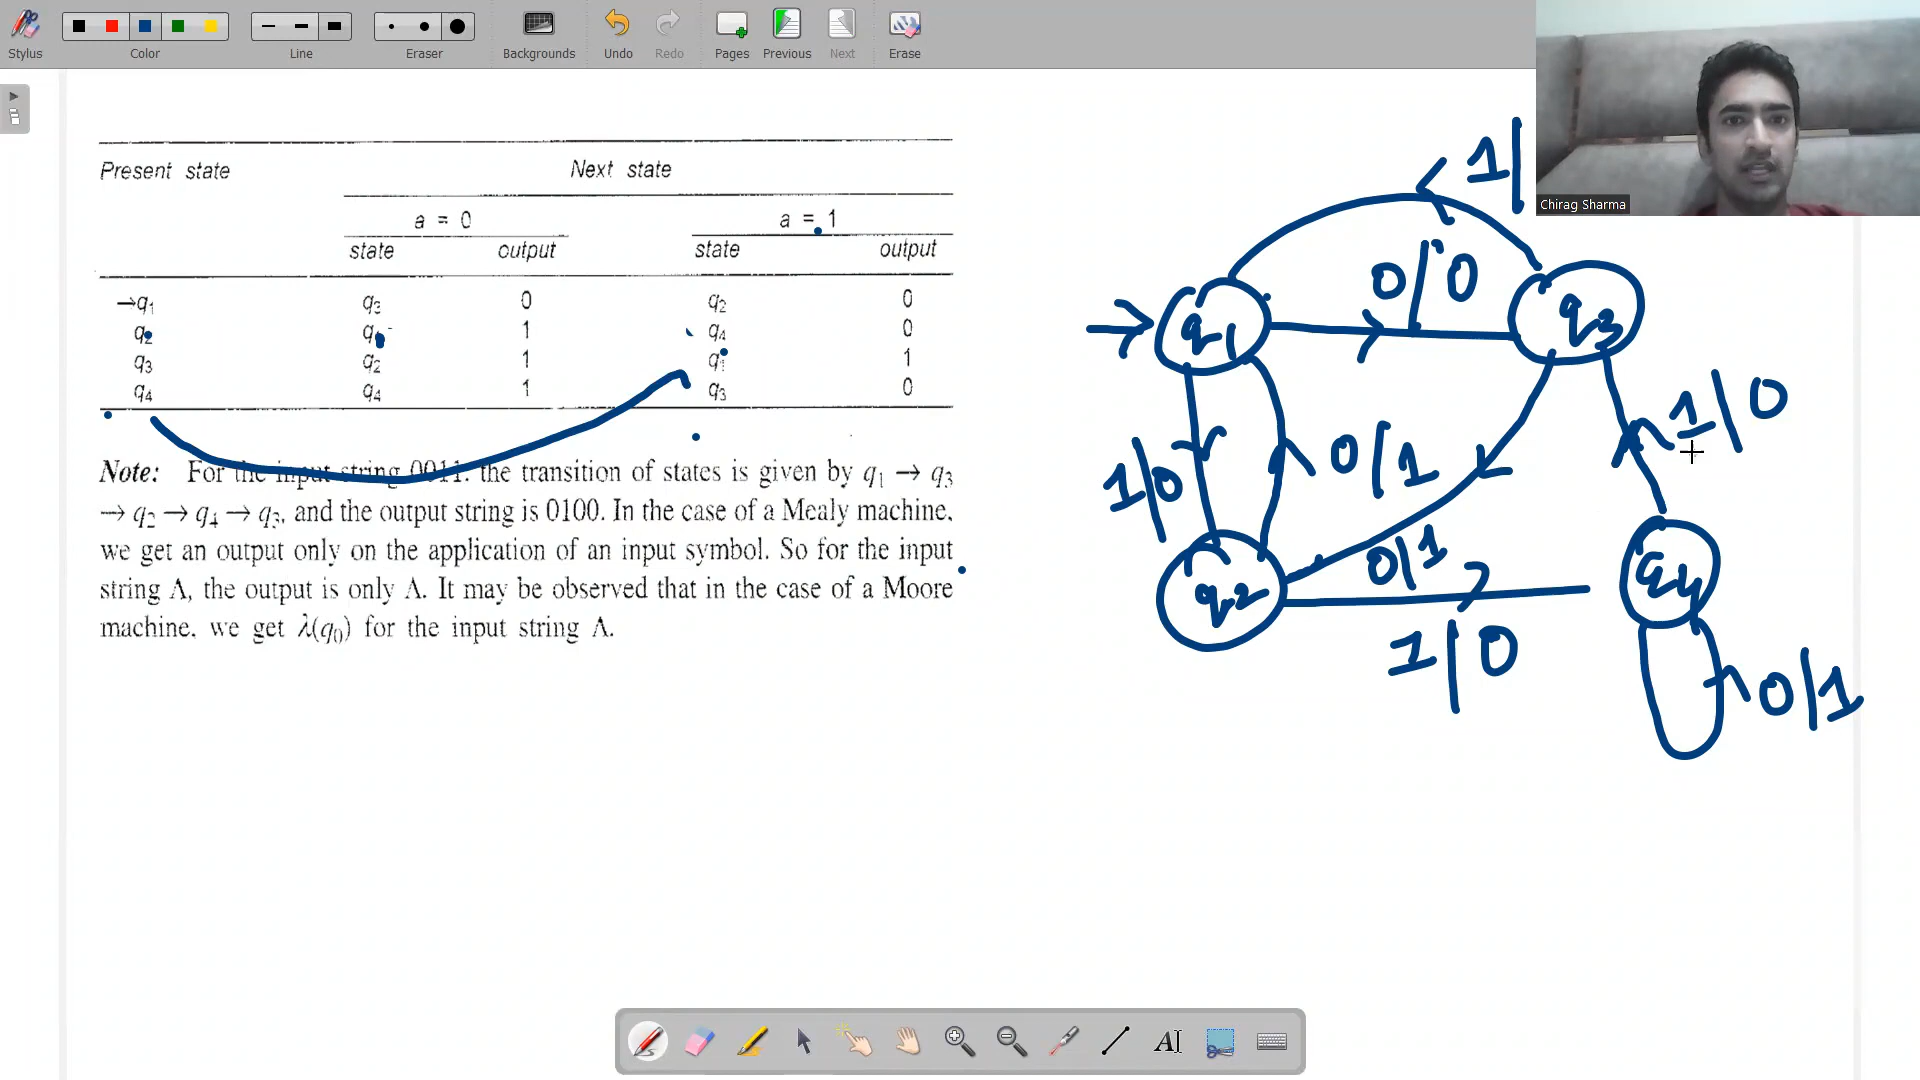 Stylus
Color
Line
Eraser
Backgrounds
Undo
Redo
Pages
Previous
Next
Erase
Chirag Sharma
Present state
Next state
a = 0
a = 1
state output state output
→q1 q3 0 q2 0
q2 q1 1 q4 0
q3 q2 1 q1 1
q4 q4 1 q3 0
Note: For the input string 0011. the transition of states is given by q1 → q3
→ q2 → q4 → q3, and the output string is 0100. In the case of a Mealy machine,
we get an output only on the application of an input symbol. So for the input
string Λ, the output is only Λ. It may be observed that in the case of a Moore
machine. we get λ(q0) for the input string Λ.
1|
0/0
q1
q3
1|0
1|0
0/1
0/1
q2
q4
1|0
0/1
AI